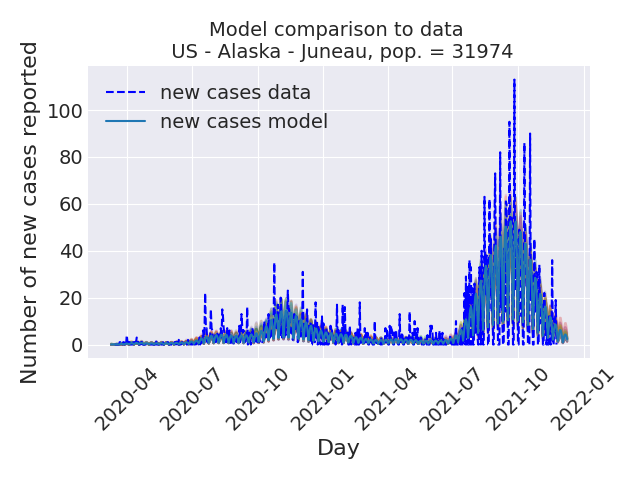 Model comparison to data
US - Alaska - Juneau, pop. = 31974
Number of new cases reported
new cases data
new cases model
100
80
60
40
20
0
2020-04
2020-07
2020-10
2021-01
2021-04
2021-07
2021-10
2022-01
Day